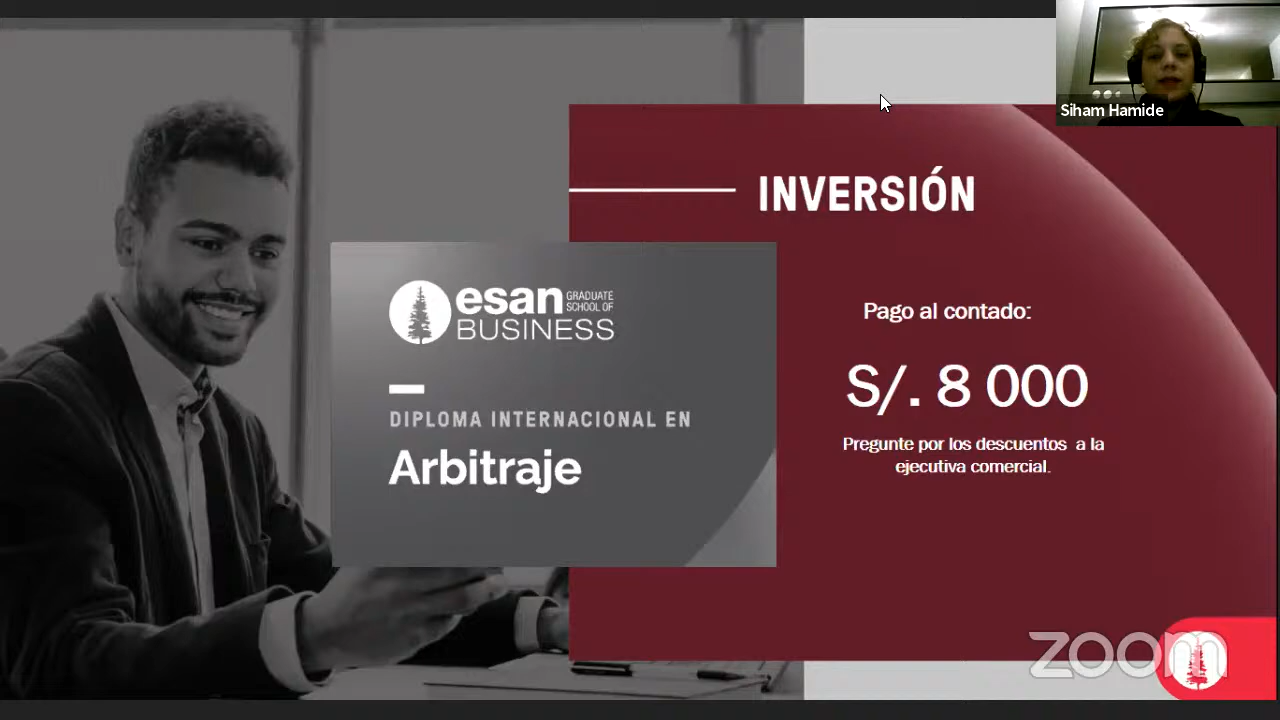 Siham Hamide
INVERSIÓN
esan GRADUATE
SCHOOL OF
BUSINESS
DIPLOMA INTERNACIONAL EN
Arbitraje
Pago al contado:
S/. 8 000
Pregunte por los descuentos a la
ejecutiva comercial.
zoom